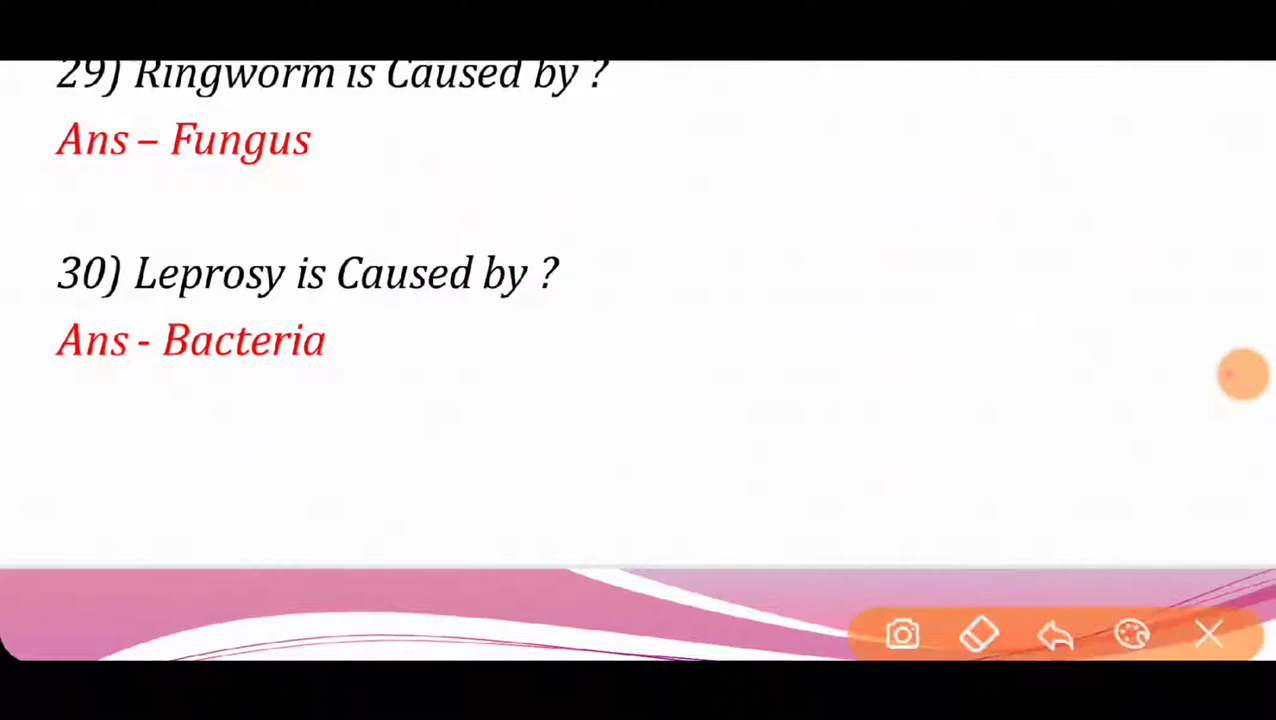 29) Ringworm is Caused by ?
Ans – Fungus
30) Leprosy is Caused by ?
Ans - Bacteria